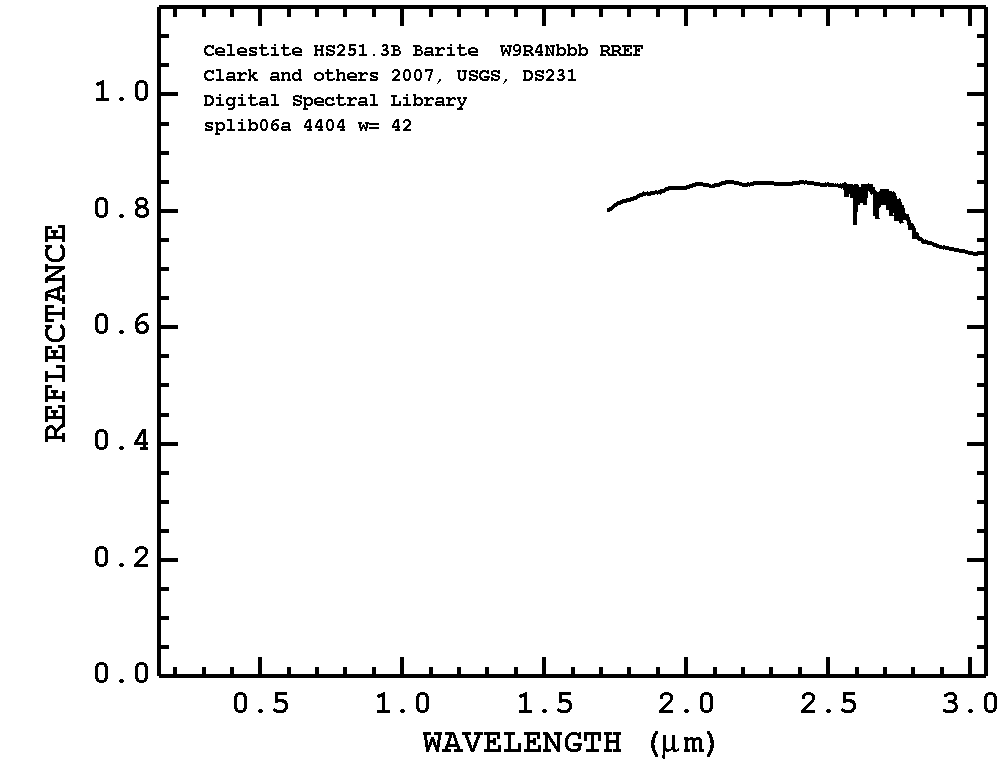 Celestite HS251.3B Barite  W9R4Nbbb RREF
Clark and others 2007, USGS, DS231
Digital Spectral Library
splib06a 4404 w= 42
1.0
0.8
0.6
0.4
0.2
0.0
REFLECTANCE
0.5 1.0 1.5 2.0 2.5 3.0
WAVELENGTH (μm)